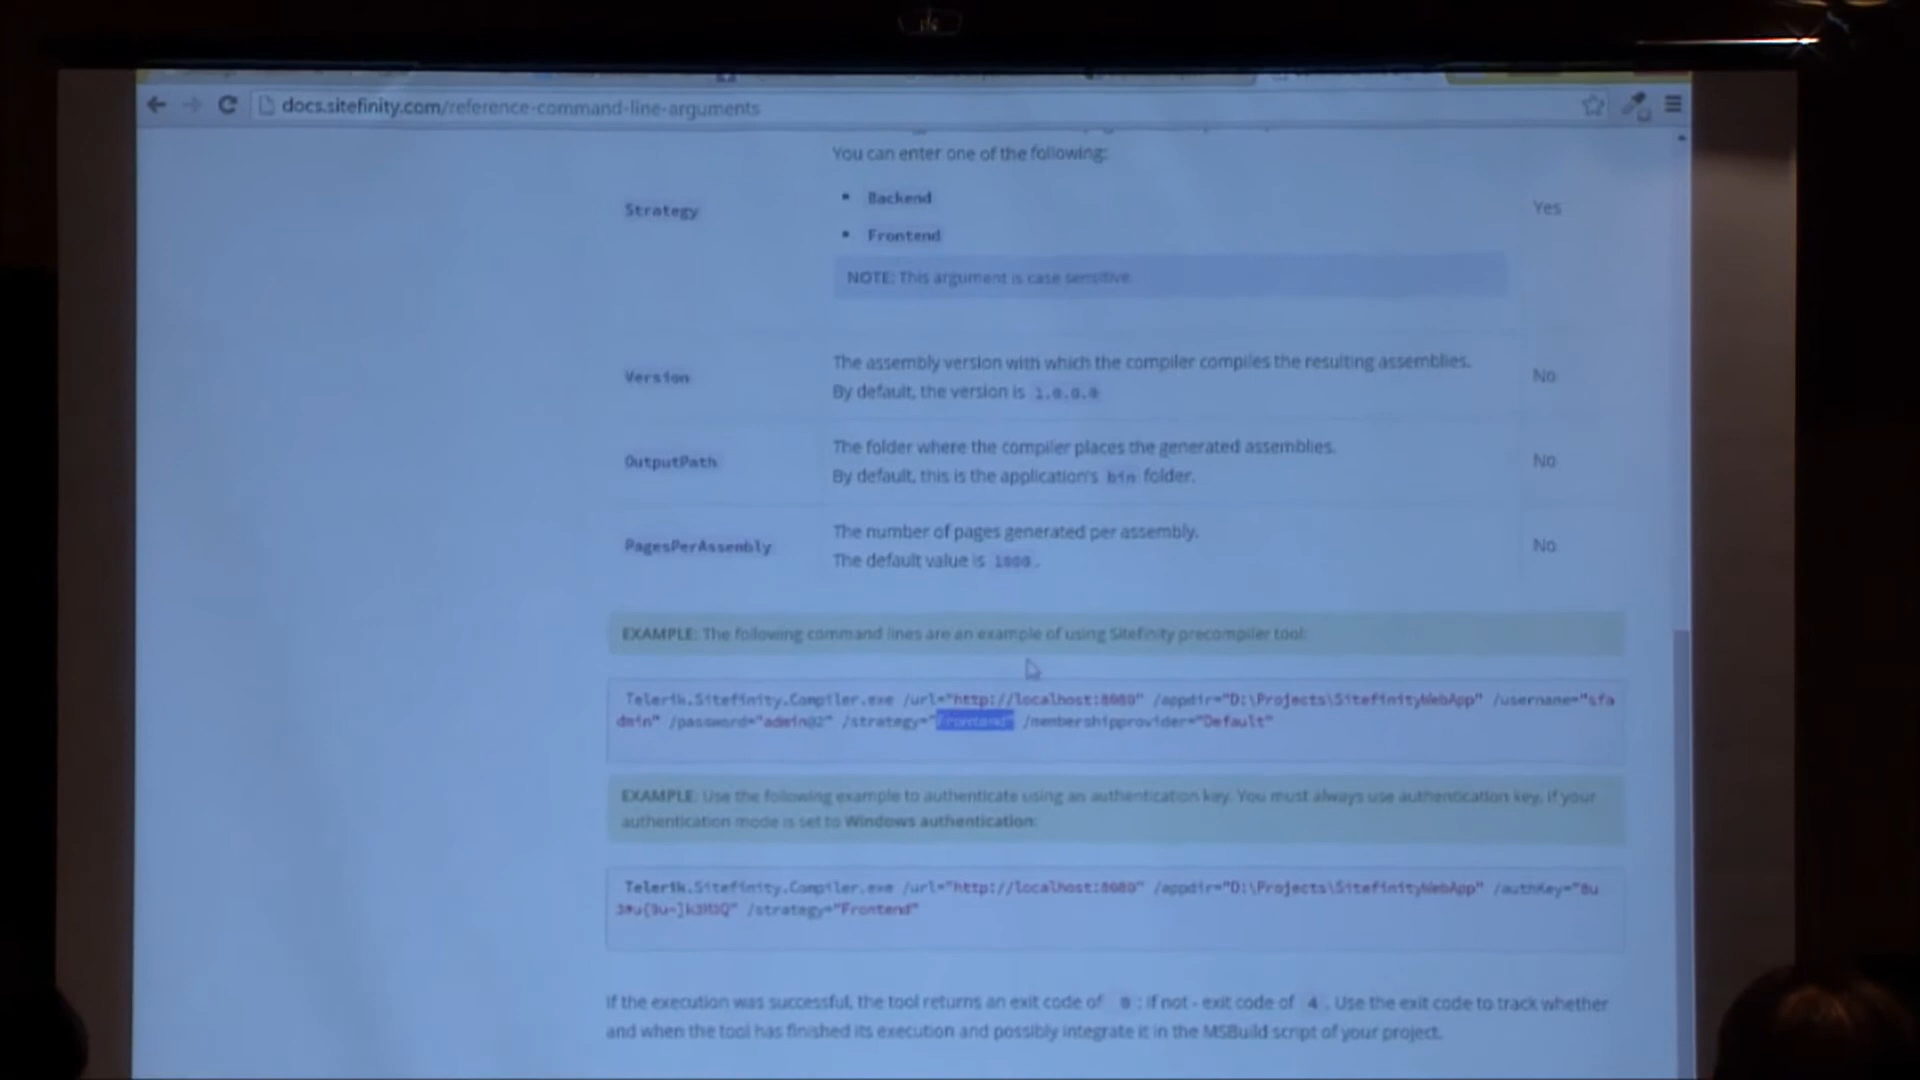 docs.sitefinity.com/reference-command-line-arguments
You can enter one of the following:
Strategy
Backend
Frontend
Yes
NOTE: This argument is case sensitive
Version
The assembly version with which the compiler compiles the resulting assemblies.
By default, the version is 1.0.0.0
No
OutputPath
The folder where the compiler places the generated assemblies.
By default, this is the application's bin folder.
No
PagesPerAssembly
The number of pages generated per assembly.
The default value is 1000.
No
EXAMPLE: The following command lines are an example of using Sitefinity precompiler tool:
Telerik.Sitefinity.Compiler.exe /url="http://localhost:8080" /appdir="D:\Projects\SitefinityWebApp" /username="sfa
dmin" /password="admin@2" /strategy="Frontend" /membershipprovider="Default"
EXAMPLE: Use the following example to authenticate using an authentication key. You must always use authentication key, if your
authentication mode is set to Windows authentication:
Telerik.Sitefinity.Compiler.exe /url="http://localhost:8080" /appdir="D:\Projects\SitefinityWebApp" /authKey=
/strategy="Frontend"
If the execution was successful, the tool returns an exit code of 0 ; if not - exit code of 4 . Use the exit code to track whether
and when the tool has finished its execution and possibly integrate it in the MSBuild script of your project.